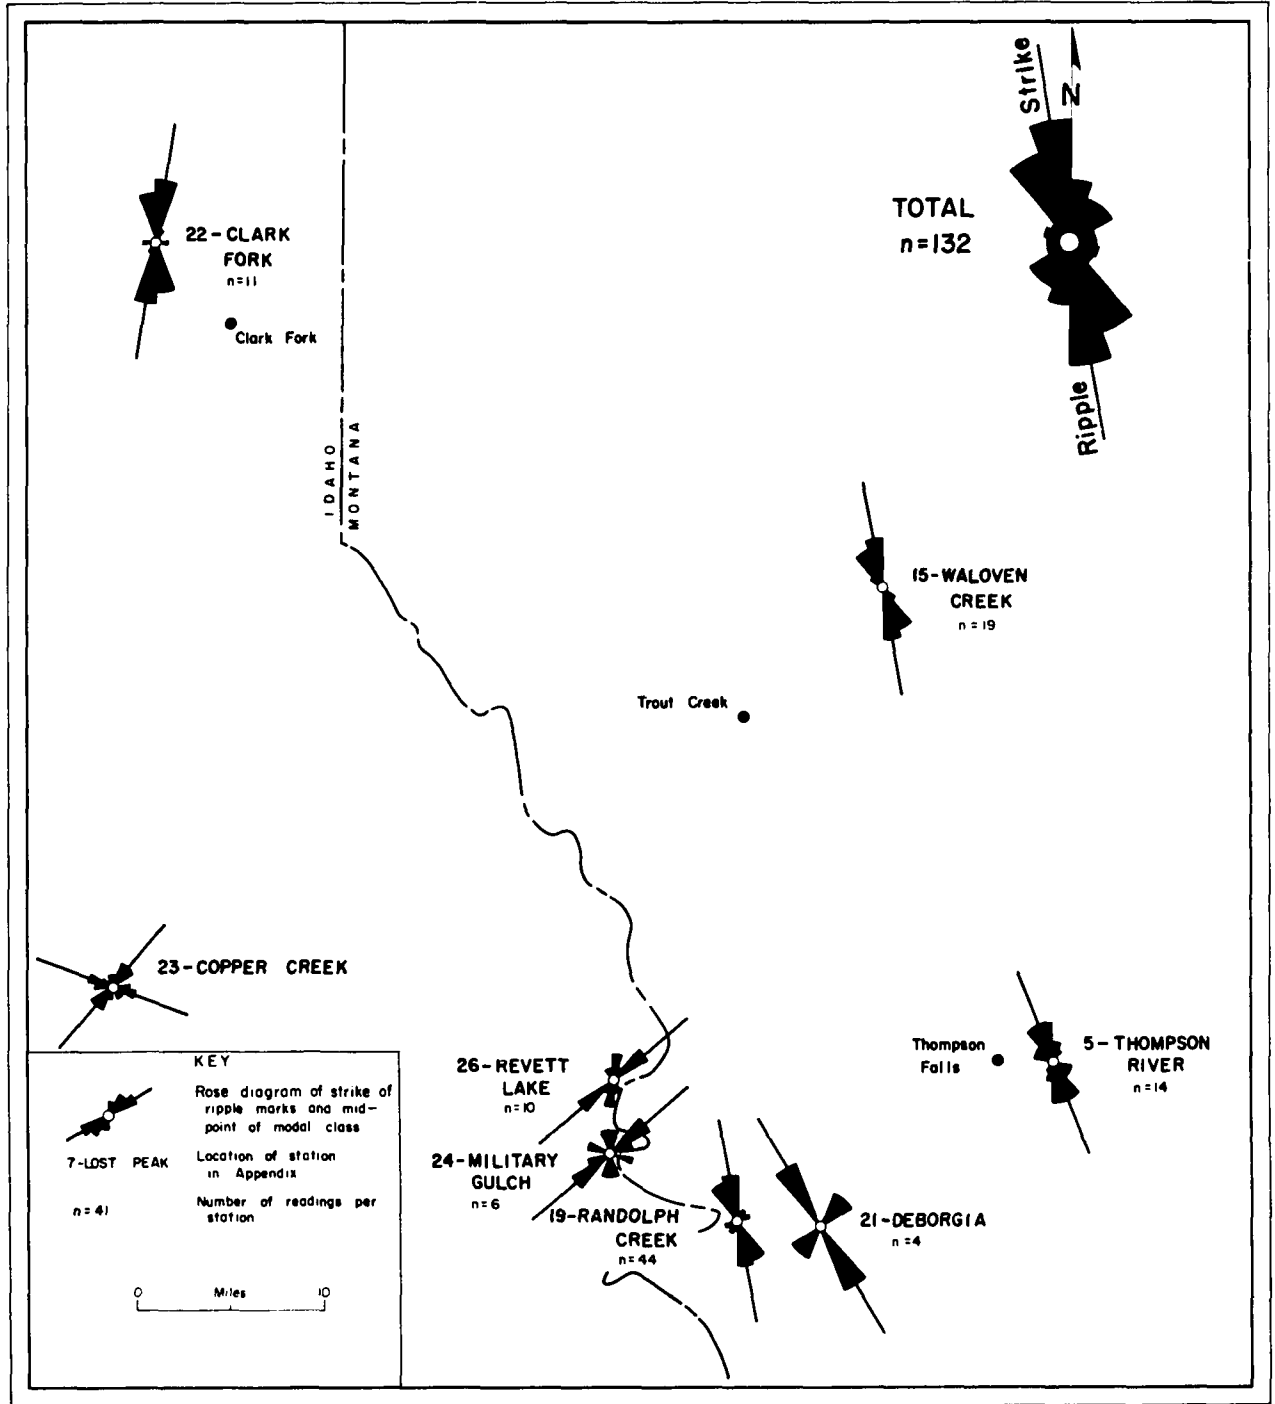 Strike
N
TOTAL
n=132
Ripple
22-CLARK
FORK
n=11
Clark Fork
IDAHO
MONTANA
15-WALOVEN
CREEK
n=19
Trout Creek
23-COPPER CREEK
Thompson
Falls
5-THOMPSON
RIVER
n=14
26-REVETT
LAKE
n=10
24-MILITARY
GULCH
n=6
19-RANDOLPH
CREEK
n=44
21-DEBORGIA
n=4
KEY
Rose diagram of strike of
ripple marks and mid-
point of modal class
7-LOST PEAK
Location of station
in Appendix
n=41
Number of readings per
station
0 Miles 10